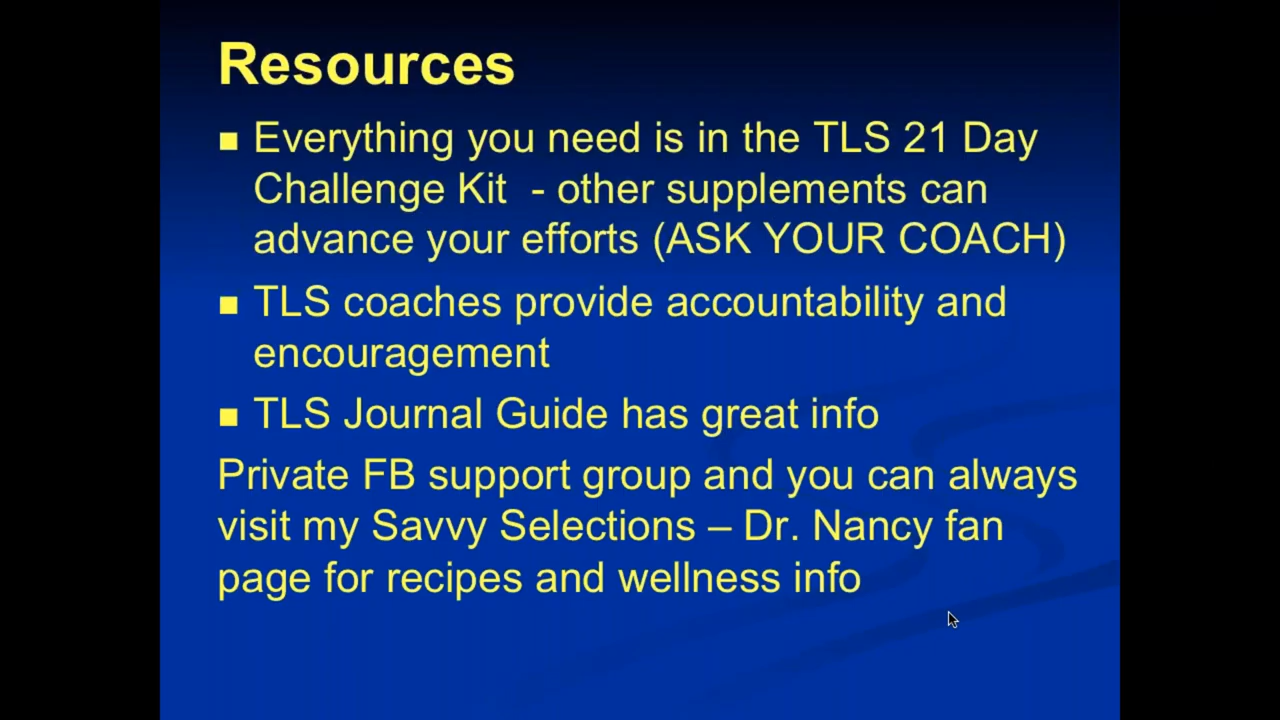 Resources
■ Everything you need is in the TLS 21 Day
Challenge Kit - other supplements can
advance your efforts (ASK YOUR COACH)
■ TLS coaches provide accountability and
encouragement
■ TLS Journal Guide has great info
Private FB support group and you can always
visit my Savvy Selections – Dr. Nancy fan
page for recipes and wellness info